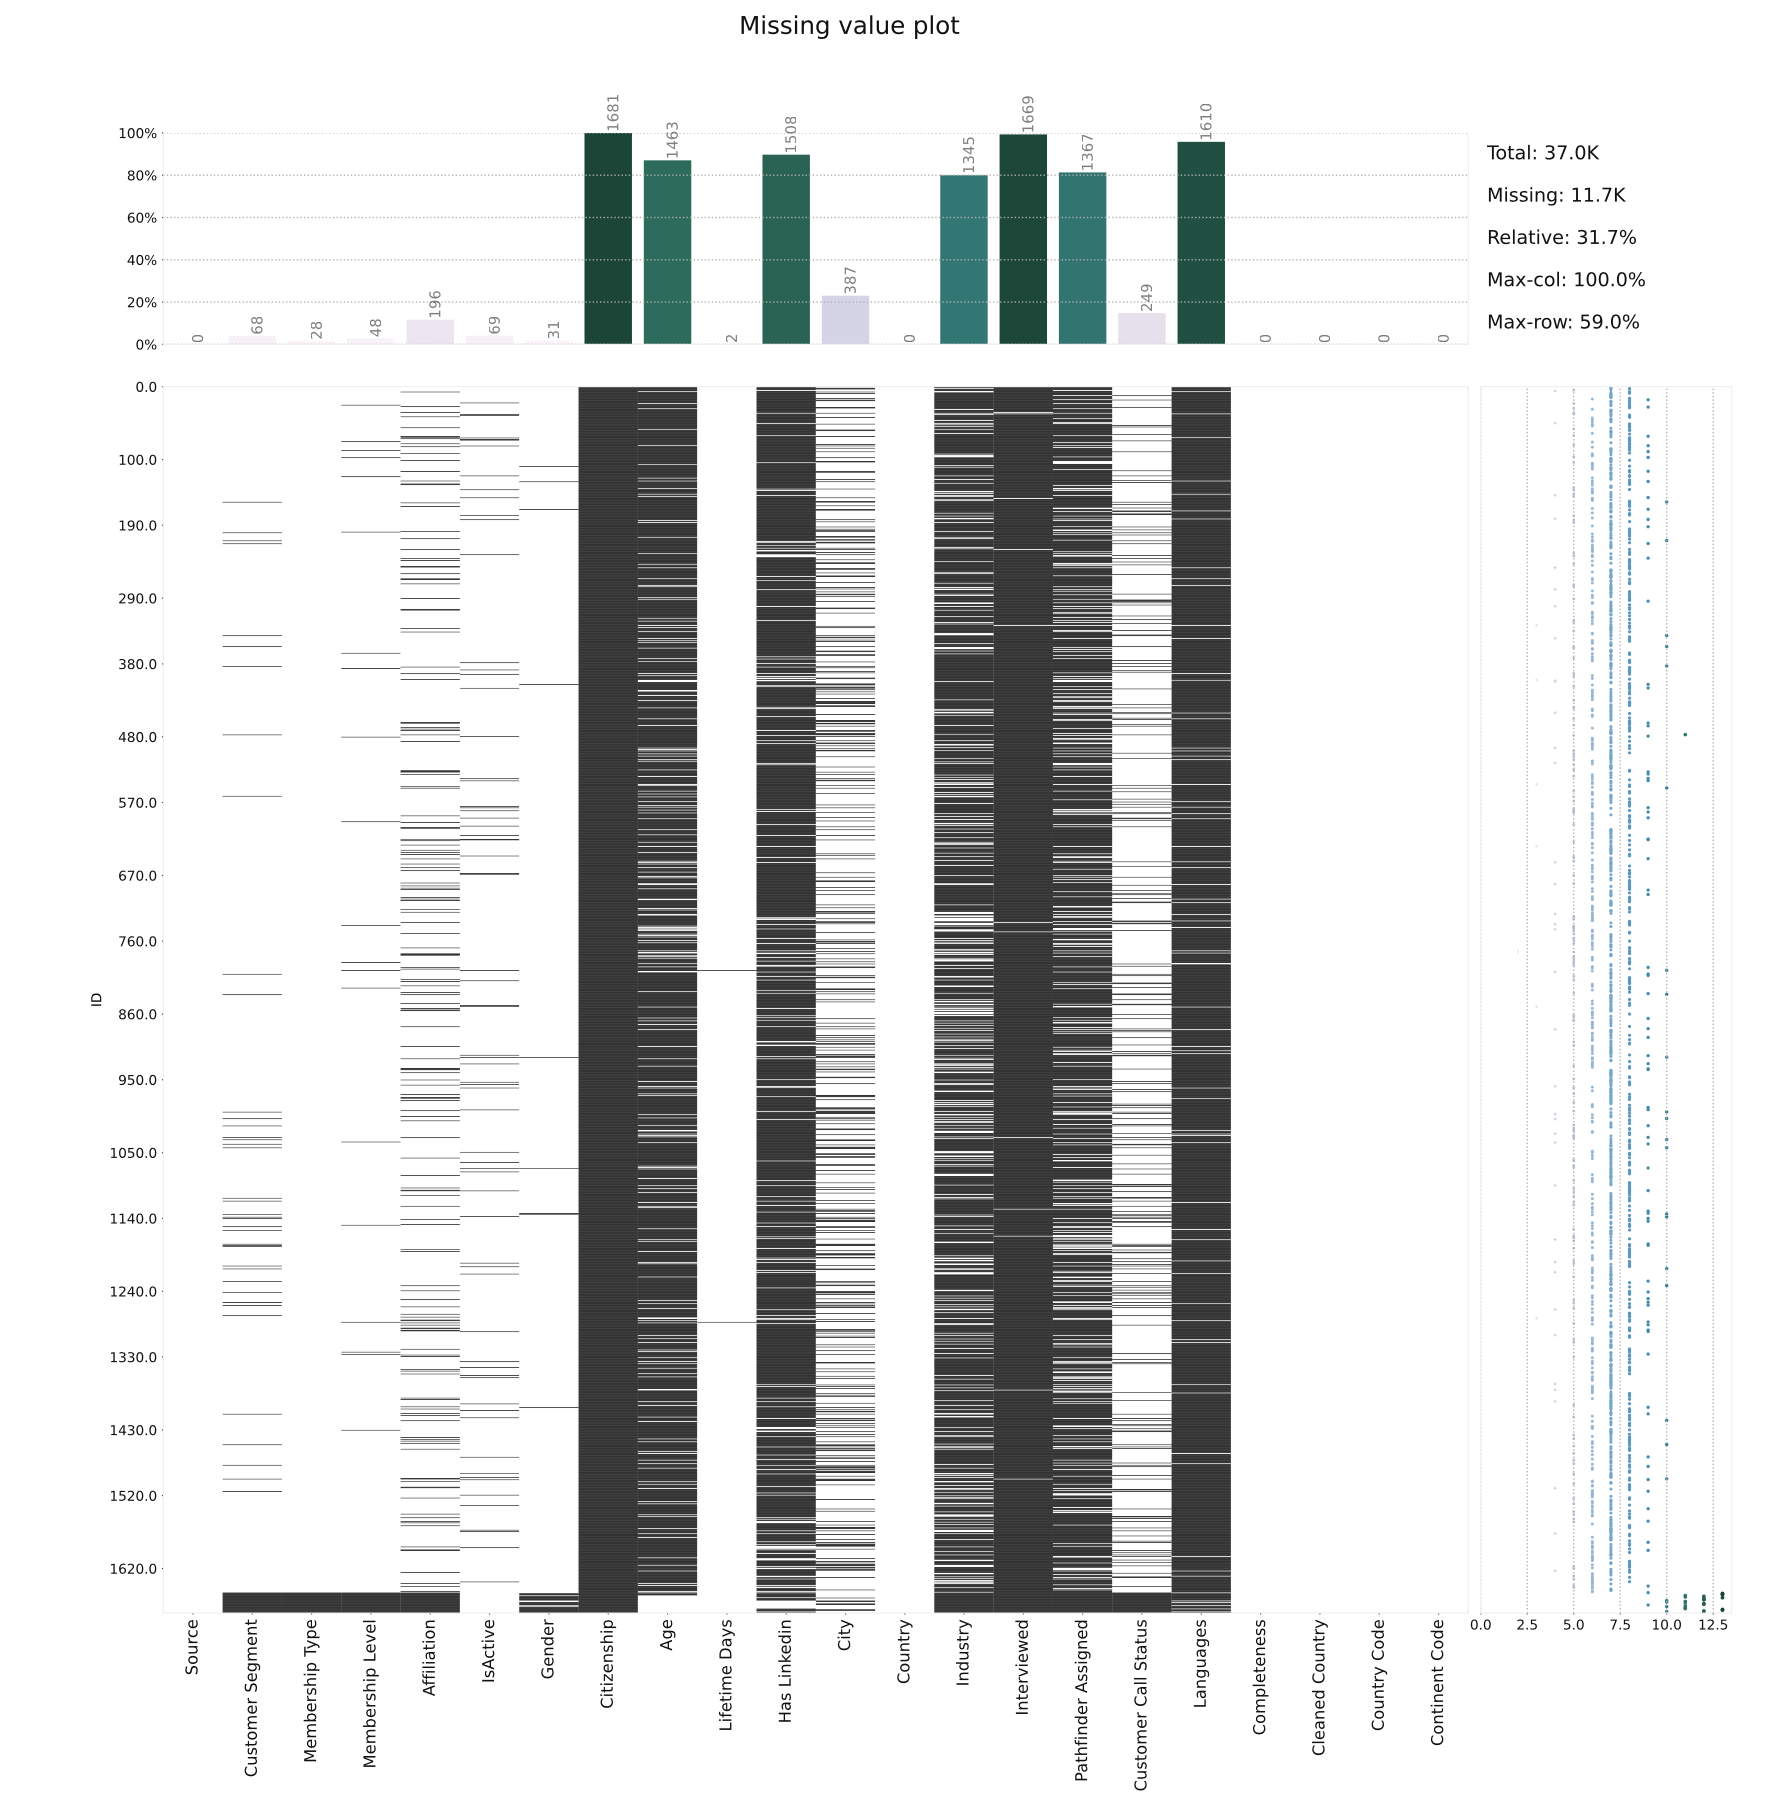 Missing value plot
100%
80%
60%
40%
20%
0%
0
68
28
48
196
69
31
1681
1463
2
1508
387
0
1345
1669
1367
249
1610
0
0
0
0
Total: 37.0K
Missing: 11.7K
Relative: 31.7%
Max-col: 100.0%
Max-row: 59.0%
ID
0.0
100.0
190.0
290.0
380.0
480.0
570.0
670.0
760.0
860.0
950.0
1050.0
1140.0
1240.0
1330.0
1430.0
1520.0
1620.0
Source
Customer Segment
Membership Type
Membership Level
Affiliation
IsActive
Gender
Citizenship
Age
Lifetime Days
Has Linkedin
City
Country
Industry
Interviewed
Pathfinder Assigned
Customer Call Status
Languages
Completeness
Cleaned Country
Country Code
Continent Code
0.0 2.5 5.0 7.5 10.0 12.5